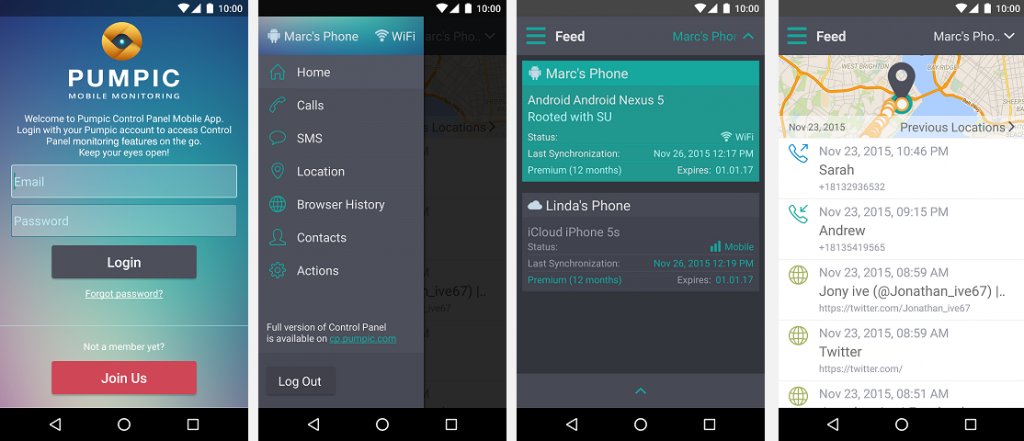 10:00
PUMPIC
MOBILE MONITORING
Welcome to Pumpic Control Panel Mobile App.
Login with your Pumpic account to access Control
Panel monitoring features on the go.
Keep your eyes open!
Email
Password
Login
Forgot password?
Not a member yet?
Join Us
10:00
Marc's Phone
WiFi
Home
Calls
SMS
Location
Browser History
Contacts
Actions
Full version of Control Panel
is available on cp.pumpic.com
Log Out
Marc's Pho..
an_ive67) |..
_ive67
10:00
Feed
Marc's Pho
Marc's Phone
Android Android Nexus 5
Rooted with SU
Status: WiFi
Last Synchronization: Nov 26, 2015 12:17 PM
Premium (12 months) Expires: 01.01.17
Linda's Phone
iCloud iPhone 5s
Status: Mobile
Last Synchronization: Nov 26, 2015 12:19 PM
Premium (12 months) Expires: 01.01.17
10:00
Feed
Marc's Pho..
WEST BRIGHTON
BAY RIDGE
Nov 23, 2015
Previous Locations
Nov 23, 2015, 10:46 PM
Sarah
+18132936532
Nov 23, 2015, 09:15 PM
Andrew
+18135419565
Nov 23, 2015, 08:59 AM
Jony ive (@Jonathan_ive67) |..
https://twitter.com/Jonathan_ive67
Nov 23, 2015, 08:59 AM
Twitter
https://twitter.com/
Nov 23, 2015, 08:51 AM